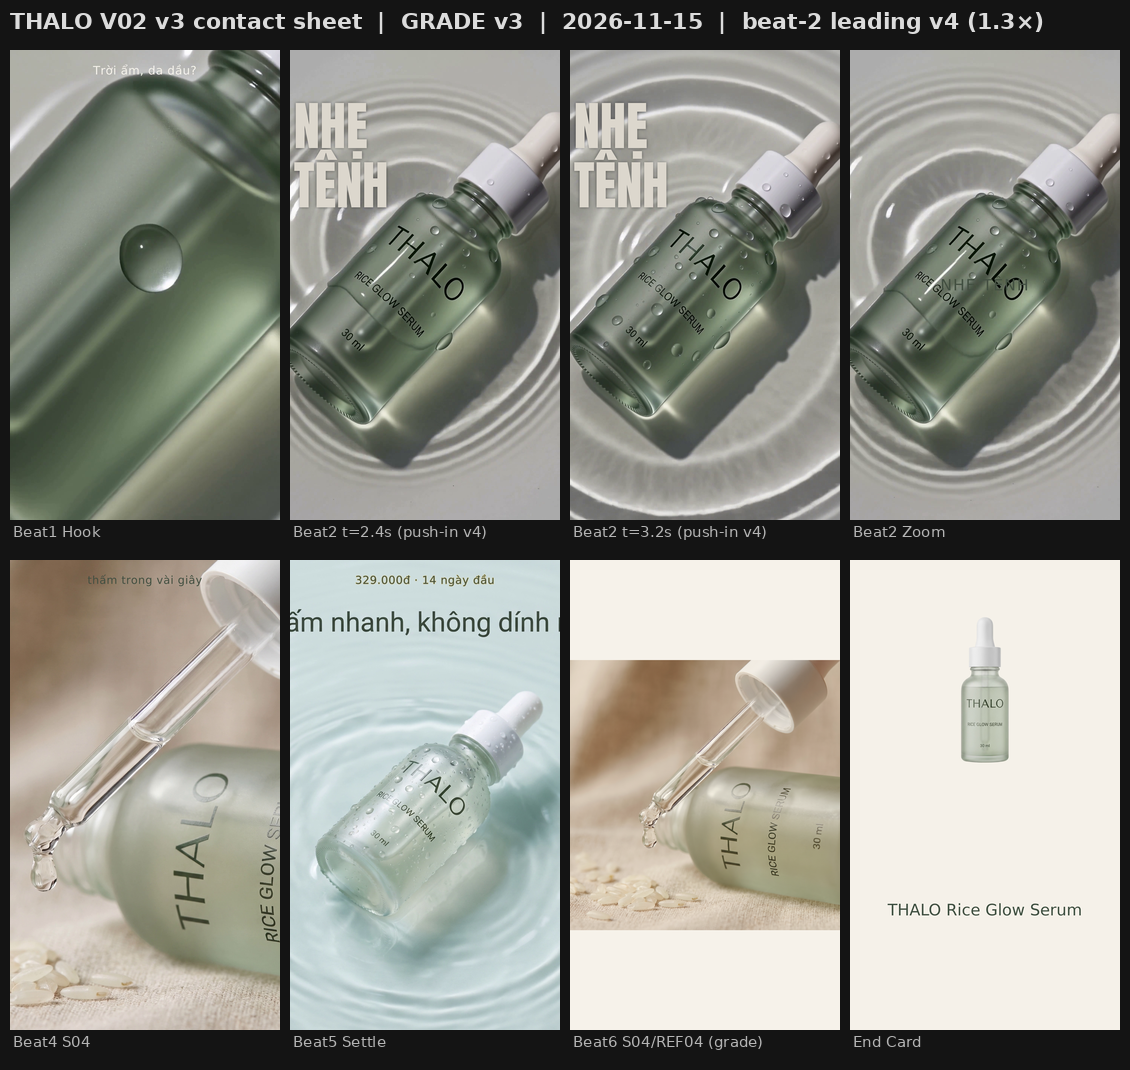 THALO V02 v3 contact sheet | GRADE v3 | 2026-11-15 | beat-2 leading v4 (1.3×)
Trời ẩm, da dầu?
Beat1 Hook
NHẸ
TÊNH
THALO
RICE GLOW SERUM
30 ml
Beat2 t=2.4s (push-in v4)
NHẸ
TÊNH
THALO
RICE GLOW SERUM
30 ml
Beat2 t=3.2s (push-in v4)
THALO
NHẸ TÊNH
RICE GLOW SERUM
30 ml
Beat2 Zoom
thấm trong vài giây
THALO
RICE GLOW SER
Beat4 S04
329.000đ · 14 ngày đầu
ấm nhanh, không dính
THALO
RICE GLOW SERUM
30 ml
Beat5 Settle
THALO
RICE GLOW SERUM
30 ml
Beat6 S04/REF04 (grade)
THALO
RICE GLOW SERUM
30 ml
THALO Rice Glow Serum
End Card